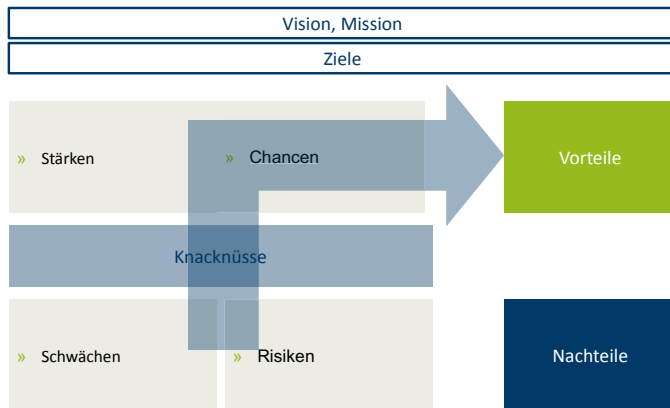 Vision, Mission
Ziele
» Stärken
» Chancen
Vorteile
Knacknüsse
» Schwächen
» Risiken
Nachteile